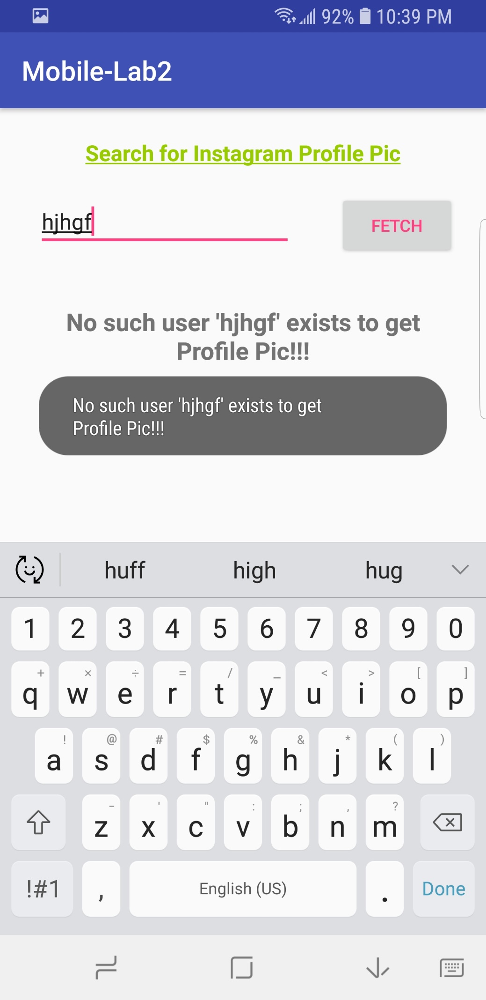 92% 10:39 PM
Mobile-Lab2
Search for Instagram Profile Pic
hjhgf
FETCH
No such user 'hjhgf' exists to get
Profile Pic!!!
No such user 'hjhgf' exists to get
Profile Pic!!!
huff high hug
1 2 3 4 5 6 7 8 9 0
+ × ÷ = / _ < > [ ]
q w e r t y u i o p
! @ # $ % & * ( )
a s d f g h j k l
- ' " : ; , ?
z x c v b n m
!#1 , English (US) . Done